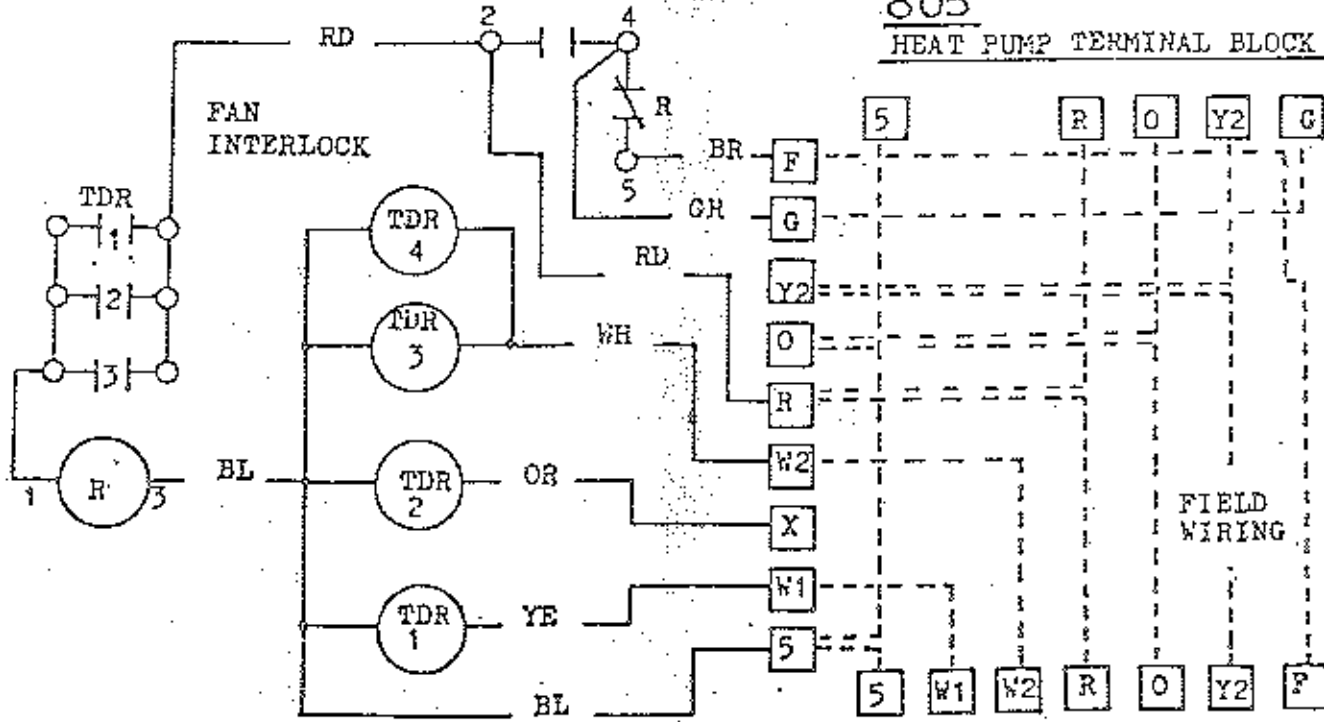 805
HEAT PUMP TERMINAL BLOCK
2
4
RD
FAN
INTERLOCK
R
5
BR
F
5
R
O
Y2
G
TDR
1
2
3
TDR
4
GR
G
RD
Y2
TDR
3
WH
O
R
1
R
3
BL
TDR
2
OR
W2
X
FIELD
WIRING
TDR
1
YE
W1
5
BL
5
W1
W2
R
O
Y2
F